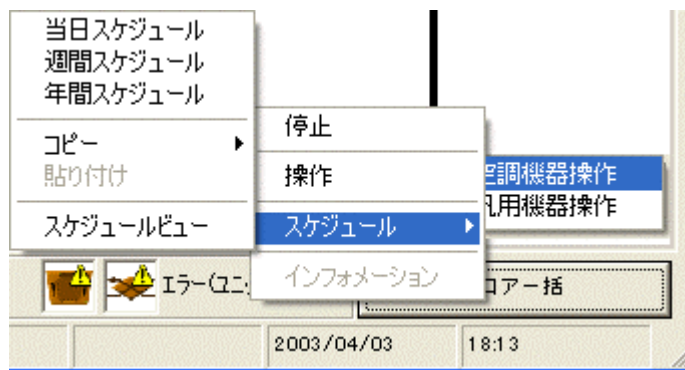 当日スケジュール
週間スケジュール
年間スケジュール
コピー
貼り付け
スケジュールビュー
停止
操作
スケジュール
インフォメーション
空調機器操作
汎用機器操作
エラー(ユニ
コアー括
2003/04/03
18:13